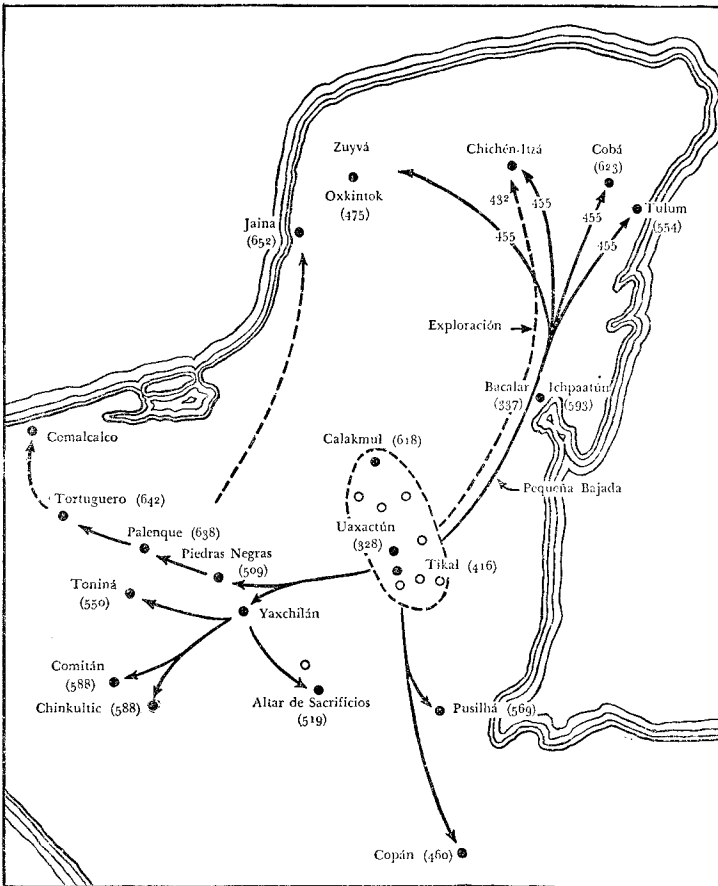 Zuyvá
Oxkintok
(475)
Chichén-Itzá
Cobá
(623)
Tulum
(554)
Jaina
(652)
432
455
455
455
455
Exploración
Bacalar
(337)
Ichpaatún
(593)
Comalcalco
Calakmul (618)
Pequeña Bajada
Tortuguero (642)
Palenque (638)
Piedras Negras
(509)
Uaxactún
(328)
Tikal (416)
Toniná
(550)
Yaxchilán
Comitán
(588)
Chinkultic (588)
Altar de Sacrificios
(519)
Pusilhá (569)
Copán (460)